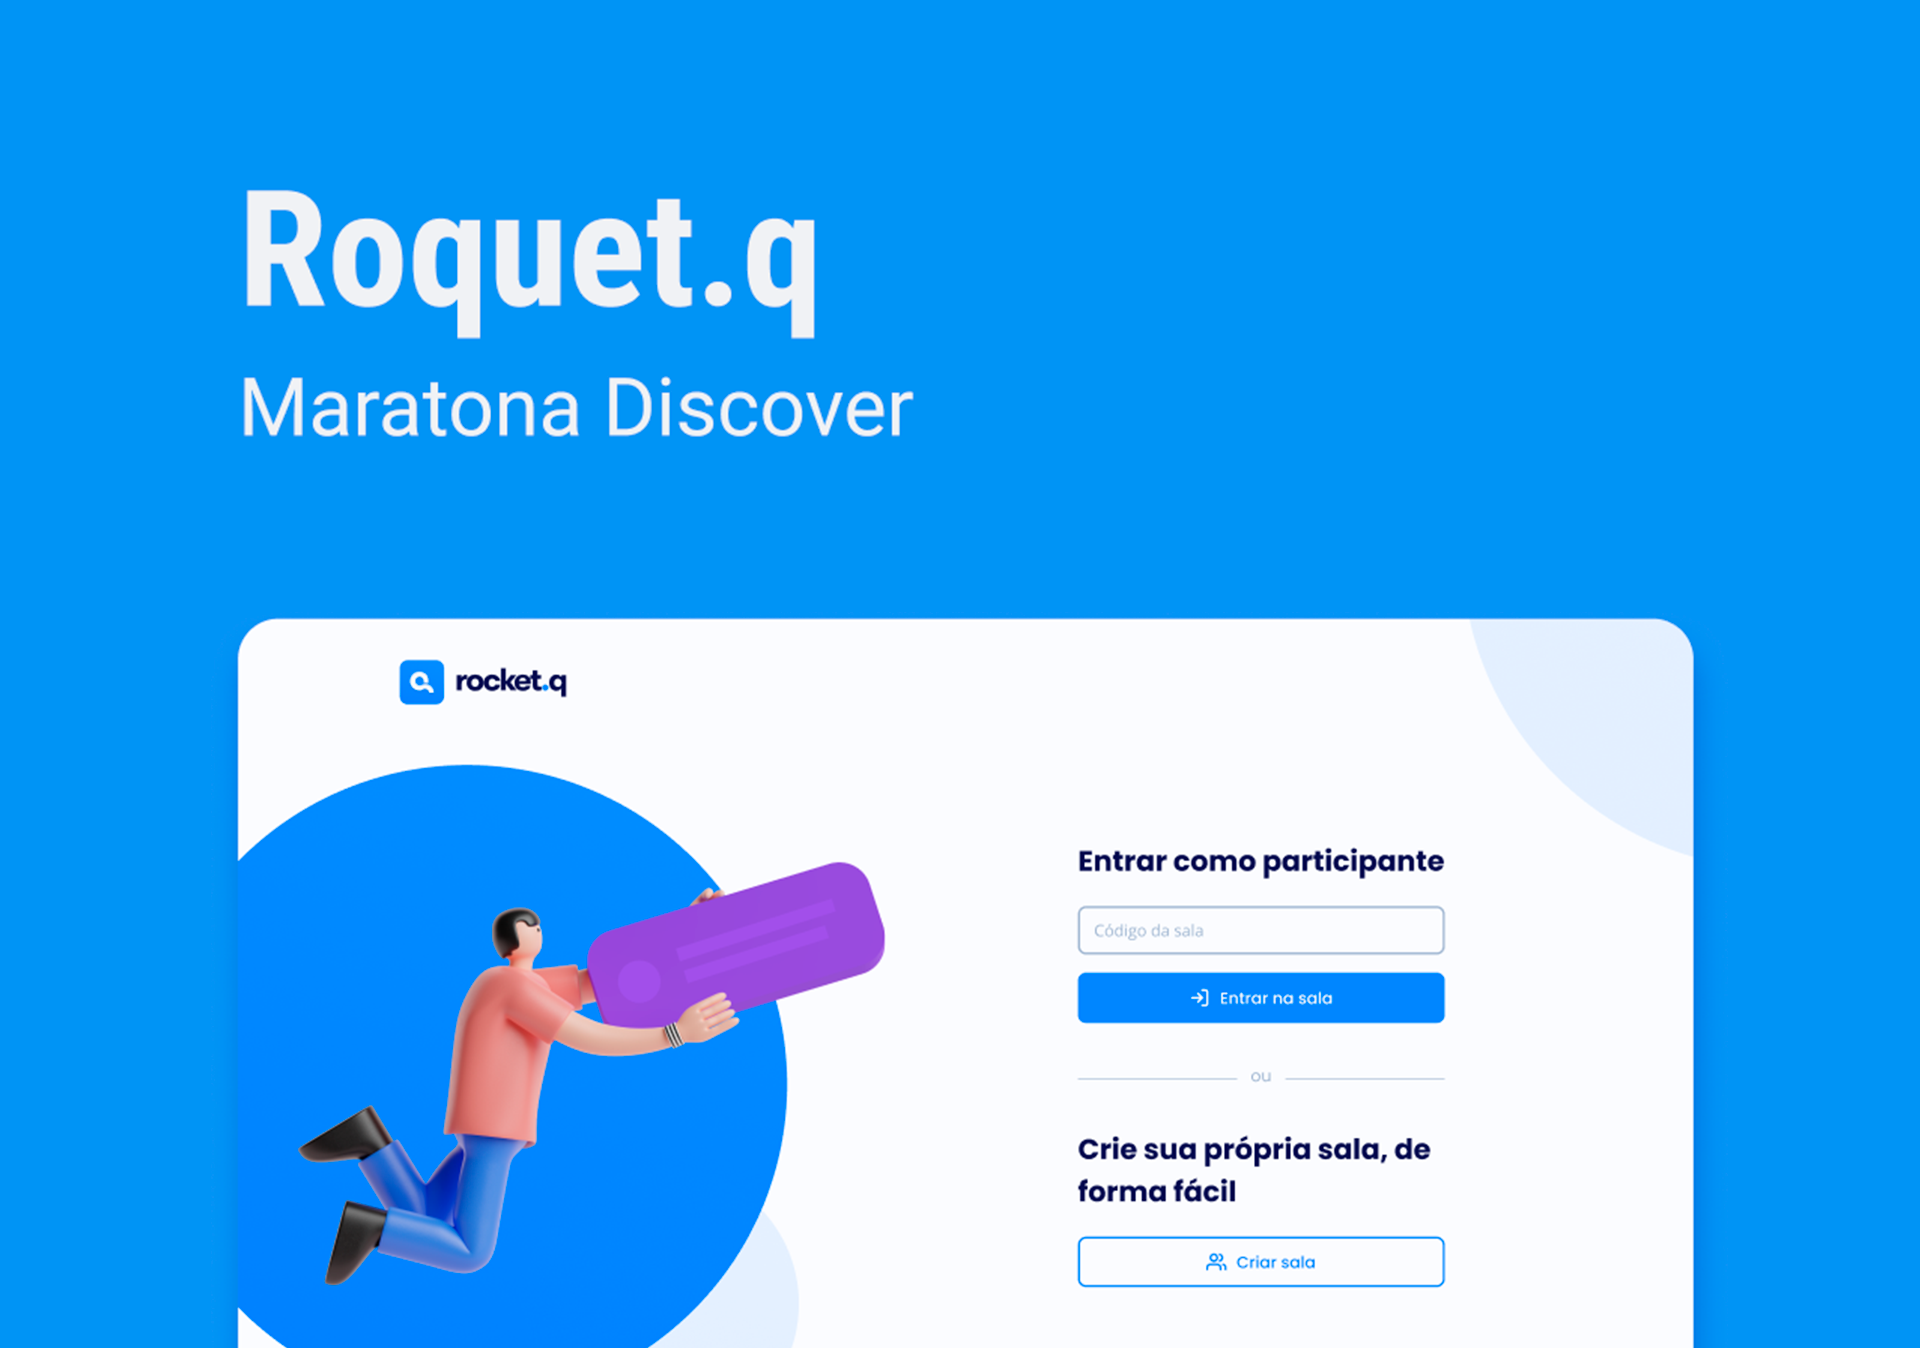 Roquet.q
Maratona Discover
rocket.q
Entrar como participante
Código da sala
Entrar na sala
ou
Crie sua própria sala, de
forma fácil
Criar sala